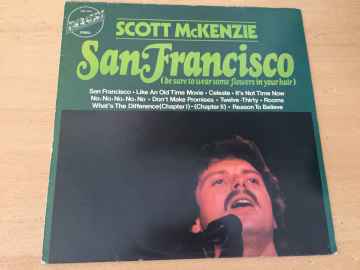 SCOTT McKENZIE
San Francisco
(be sure to wear some flowers in your hair)
San Francisco • Like An Old Time Movie • Celeste • It's Not Time Now
No, No, No, No, No • Don't Make Promises • Twelve-Thirty • Rooms
What's The Difference (Chapter I) • (Chapter II) • Reason To Believe